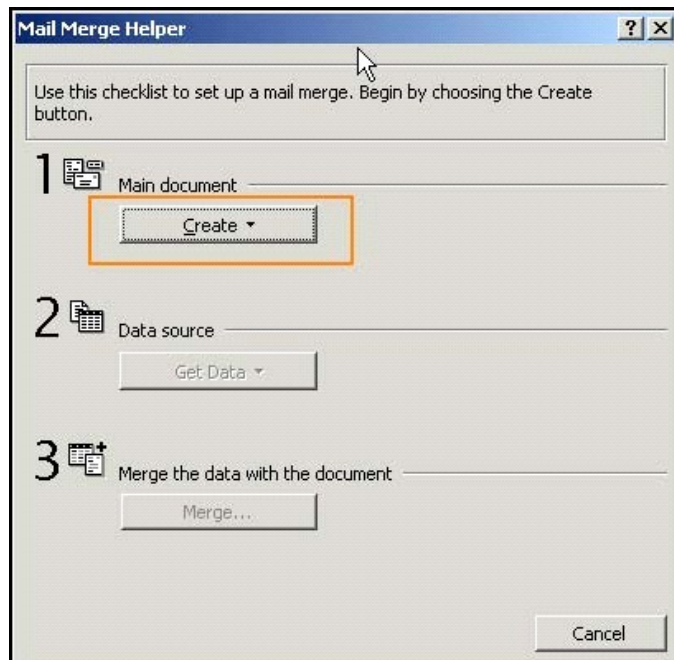 Mail Merge Helper
Use this checklist to set up a mail merge. Begin by choosing the Create
button.
1 Main document
Create
2 Data source
Get Data
3 Merge the data with the document
Merge...
Cancel